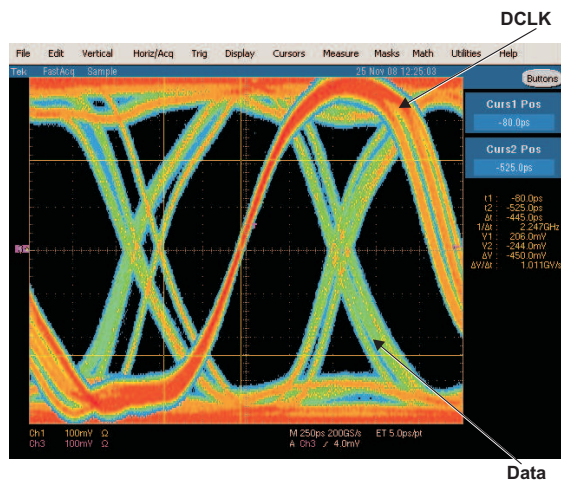 DCLK
File Edit Vertical Horiz/Acq Trig Display Cursors Measure Masks Math Utilities Help
Tek FastAcq Sample 25 Nov 08 12:25:03
Buttons
Curs1 Pos
-80.0ps
Curs2 Pos
-525.0ps
t1 : -80.0ps
t2 : -525.0ps
Δt : -445.0ps
1/Δt : 2.247GHz
V1 : 206.0mV
V2 : -244.0mV
ΔV : -450.0mV
ΔV/Δt : 1.011GV/s
Ch1 100mV Ω M 250ps 200GS/s ET 5.0ps/pt
Ch3 100mV Ω A Ch3 4.0mV
Data